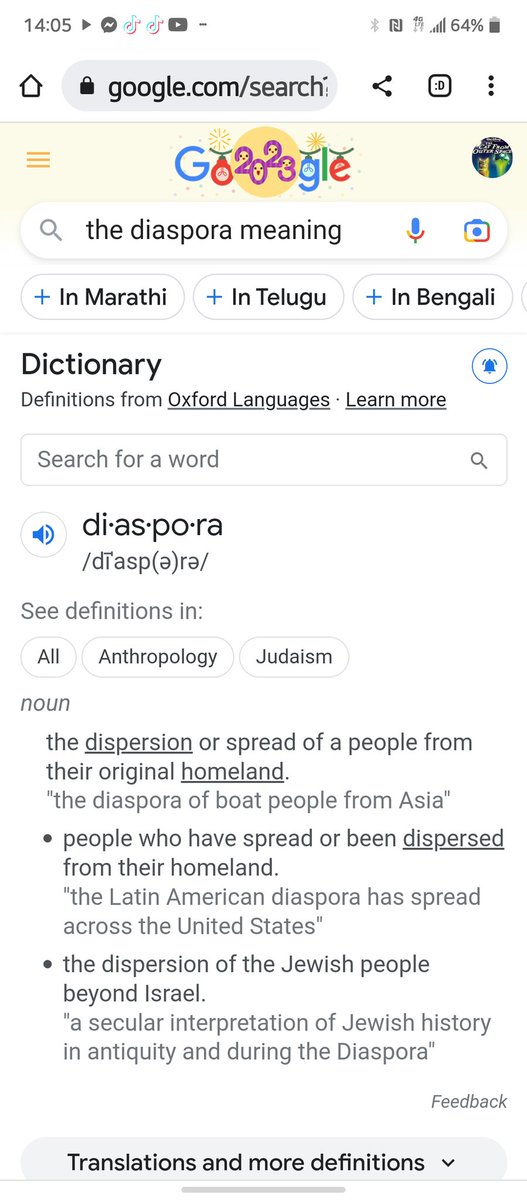 14:05
4G
64%
google.com/search?
:D
Go2023gle
the diaspora meaning
+ In Marathi
+ In Telugu
+ In Bengali
Dictionary
Definitions from Oxford Languages · Learn more
Search for a word
di·as·po·ra
/dīˈasp(ə)rə/
See definitions in:
All
Anthropology
Judaism
noun
the dispersion or spread of a people from
their original homeland.
"the diaspora of boat people from Asia"
• people who have spread or been dispersed
from their homeland.
"the Latin American diaspora has spread
across the United States"
• the dispersion of the Jewish people
beyond Israel.
"a secular interpretation of Jewish history
in antiquity and during the Diaspora"
Feedback
Translations and more definitions